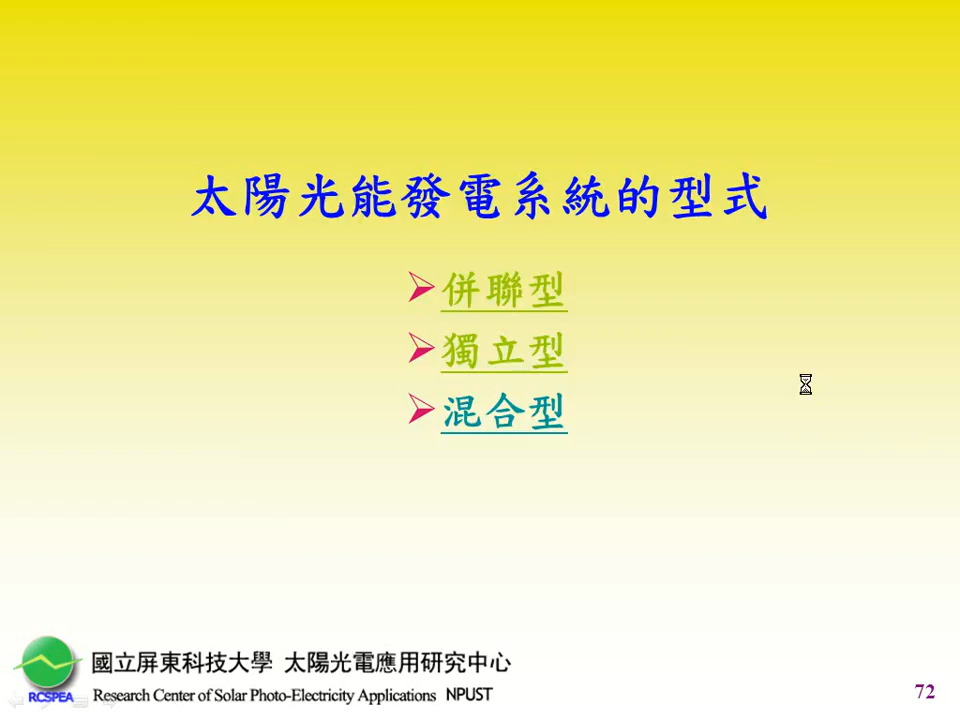 太陽光能發電系統的型式
併聯型
獨立型
混合型
國立屏東科技大學 太陽光電應用研究中心
RCSPEA
Research Center of Solar Photo-Electricity Applications NPUST
72